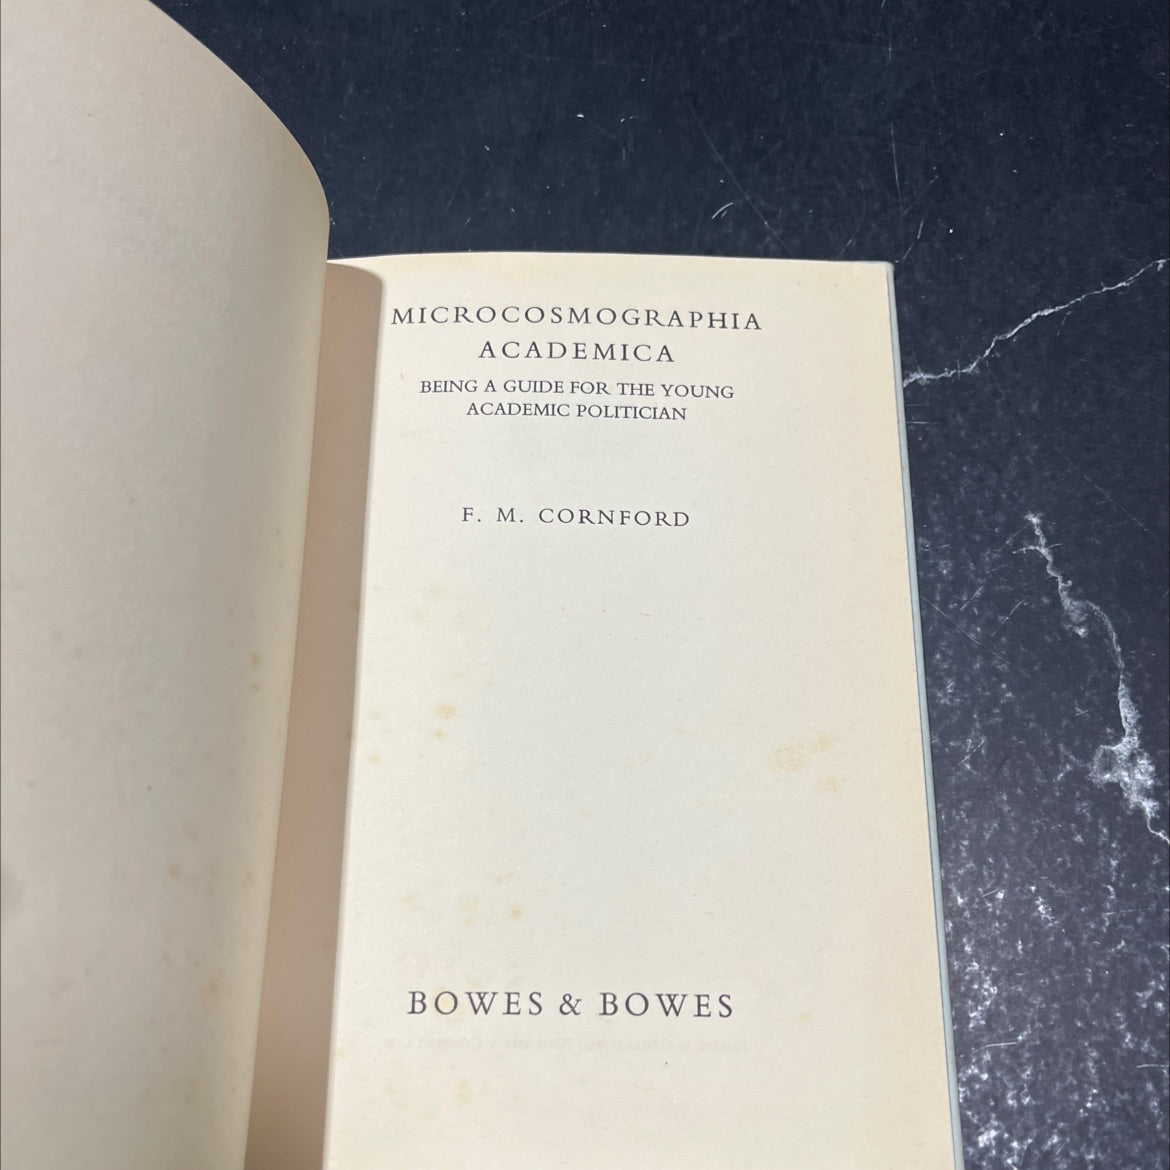 MICROCOSMOGRAPHIA
ACADEMICA
BEING A GUIDE FOR THE YOUNG
ACADEMIC POLITICIAN
F. M. CORNFORD
BOWES & BOWES